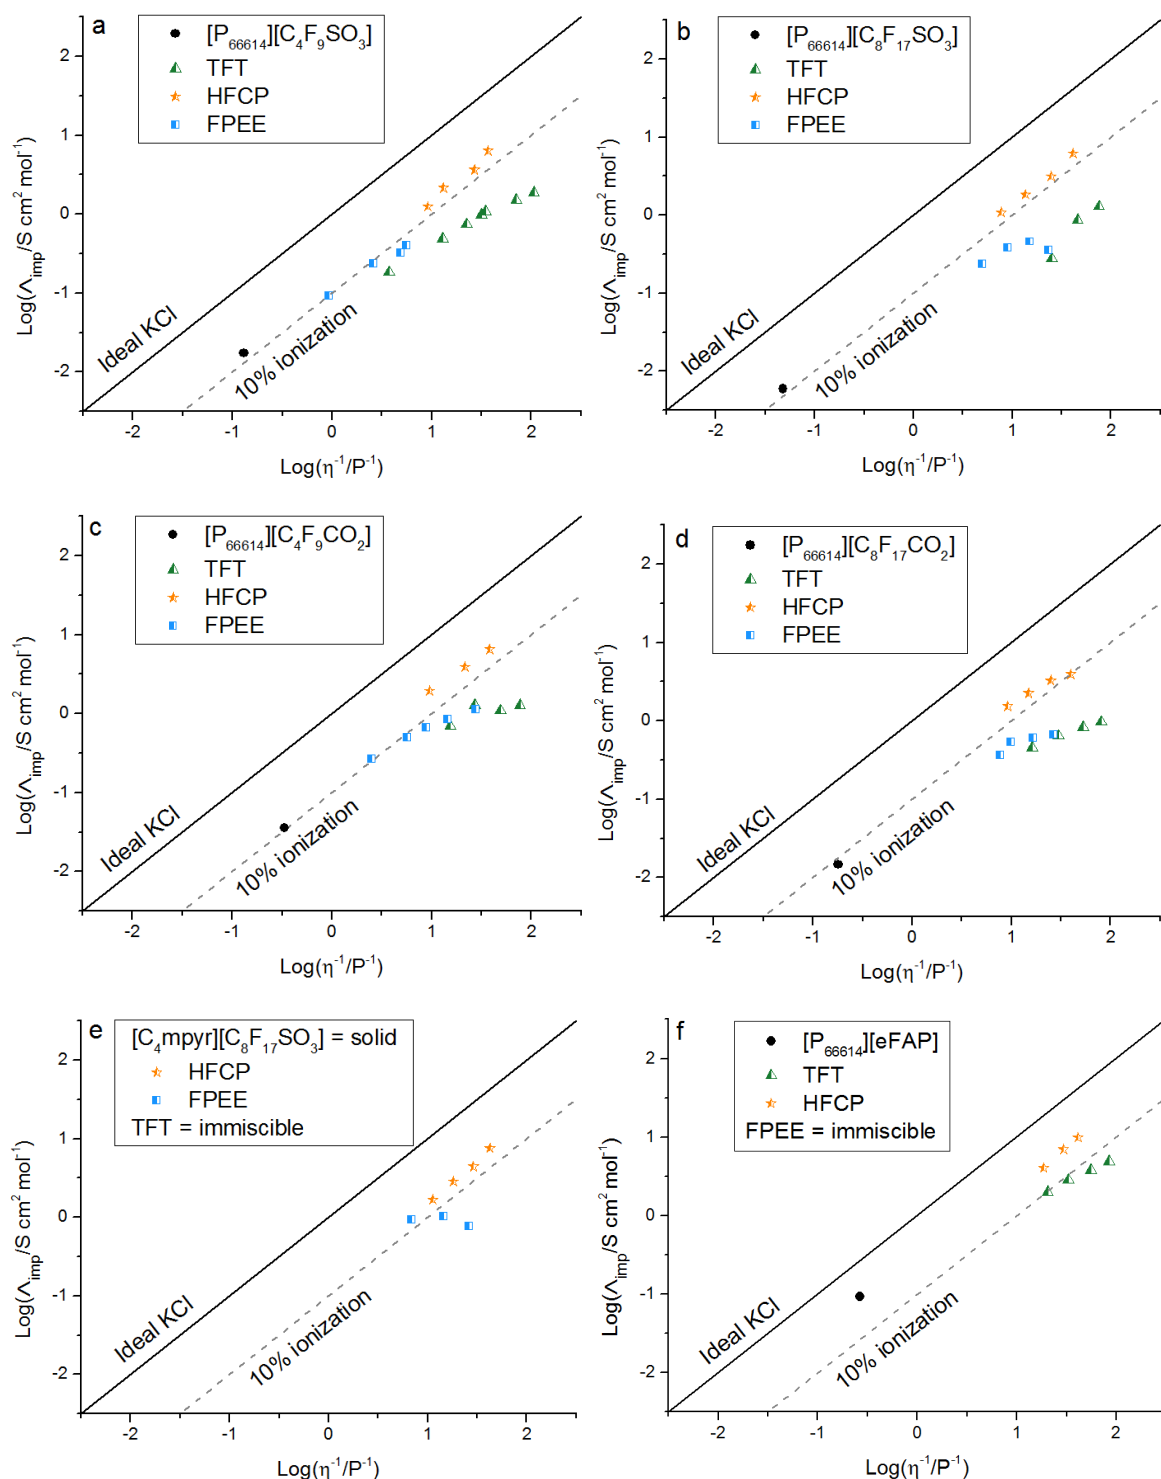 a
[P66614][C4F9SO3]
TFT
HFCP
FPEE
Ideal KCl
10% ionization
2
1
0
-1
-2
-2 -1 0 1 2
Log(Λimp/S cm² mol⁻¹)
Log(η⁻¹/P⁻¹)
b
[P66614][C8F17SO3]
TFT
HFCP
FPEE
Ideal KCl
10% ionization
2
1
0
-1
-2
-2 -1 0 1 2
Log(Λimp/S cm² mol⁻¹)
Log(η⁻¹/P⁻¹)
c
[P66614][C4F9CO2]
TFT
HFCP
FPEE
Ideal KCl
10% ionization
2
1
0
-1
-2
-2 -1 0 1 2
Log(Λimp/S cm² mol⁻¹)
Log(η⁻¹/P⁻¹)
d
[P66614][C8F17CO2]
TFT
HFCP
FPEE
Ideal KCl
10% ionization
2
1
0
-1
-2
-2 -1 0 1 2
Log(Λimp/S cm² mol⁻¹)
Log(η⁻¹/P⁻¹)
e
[C4mpyr][C8F17SO3] = solid
HFCP
FPEE
TFT = immiscible
Ideal KCl
10% ionization
2
1
0
-1
-2
-2 -1 0 1 2
Log(Λimp/S cm² mol⁻¹)
Log(η⁻¹/P⁻¹)
f
[P66614][eFAP]
TFT
HFCP
FPEE = immiscible
Ideal KCl
10% ionization
2
1
0
-1
-2
-2 -1 0 1 2
Log(Λimp/S cm² mol⁻¹)
Log(η⁻¹/P⁻¹)